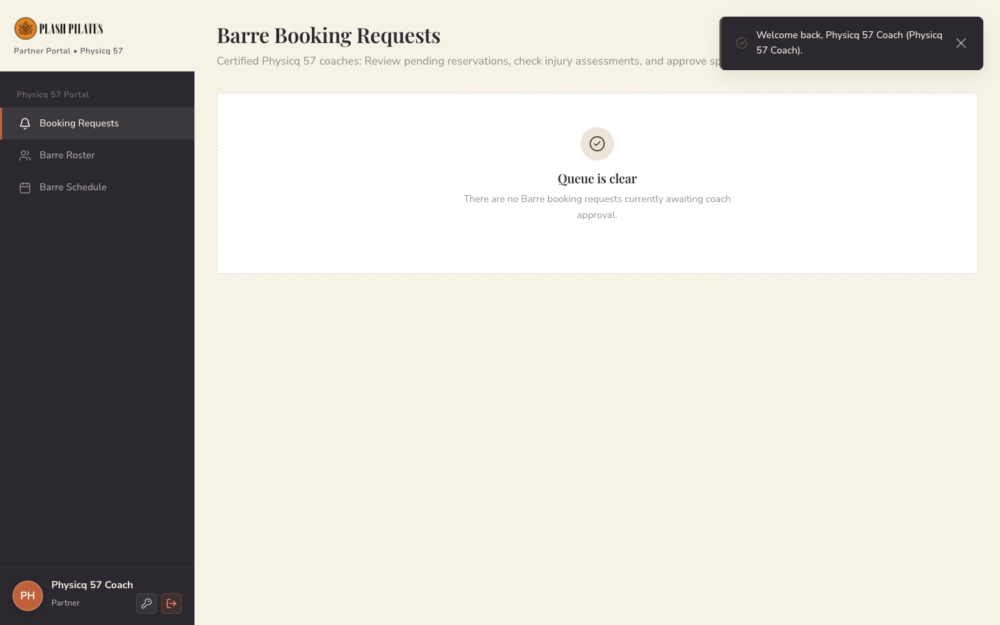 PLASH PILATES
Partner Portal • Physicq 57
Physicq 57 Portal
Booking Requests
Barre Roster
Barre Schedule
PH
Physicq 57 Coach
Partner
Barre Booking Requests
Certified Physicq 57 coaches: Review pending reservations, check injury assessments, and approve
Welcome back, Physicq 57 Coach (Physicq
57 Coach).
Queue is clear
There are no Barre booking requests currently awaiting coach
approval.